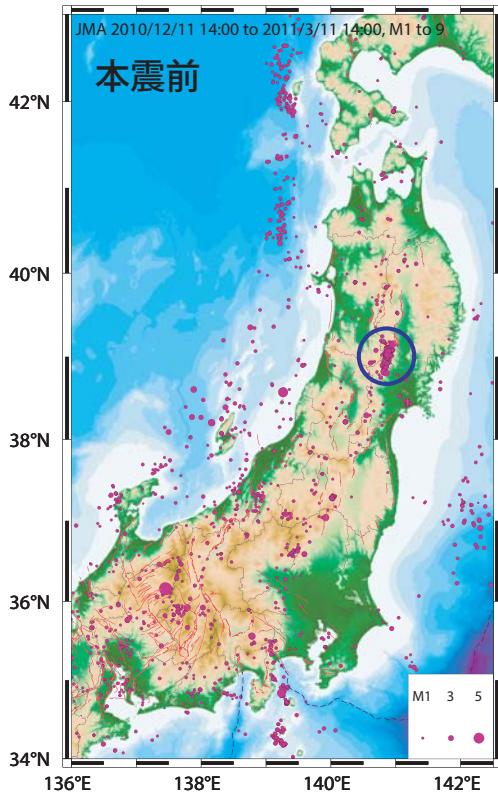 JMA 2010/12/11 14:00 to 2011/3/11 14:00, M1 to 9
本震前
42°N
40°N
38°N
36°N
34°N
M1 3 5
136°E 138°E 140°E 142°E